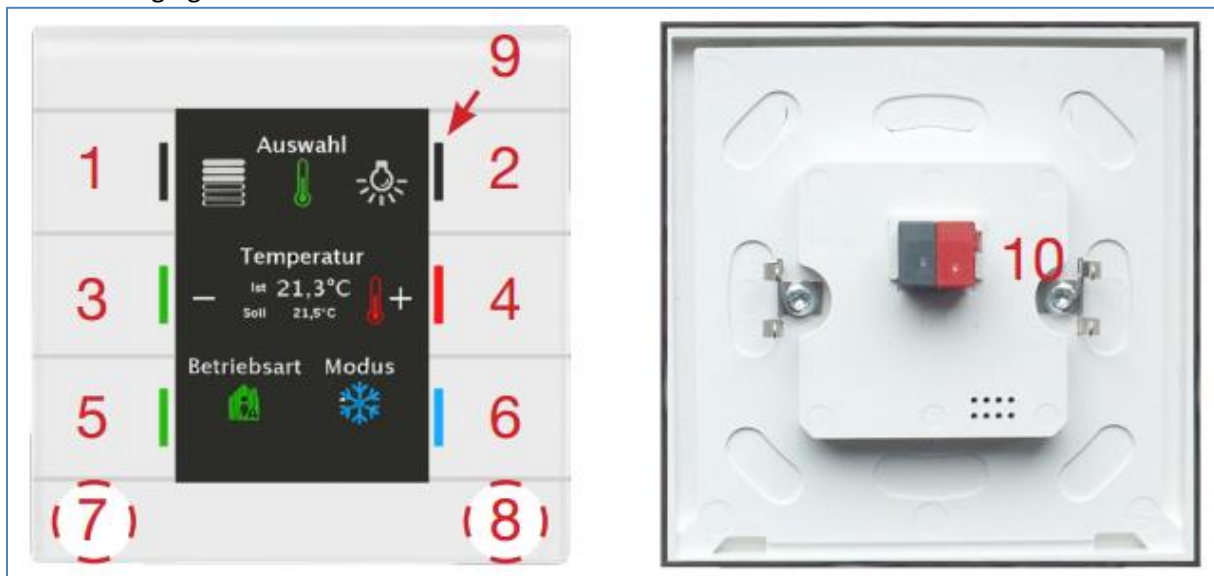 9
Auswahl
1 2
Temperatur
Ist 21,3°C
3 - + 4
Soll 21,5°C
10
Betriebsart Modus
5 6
7 8